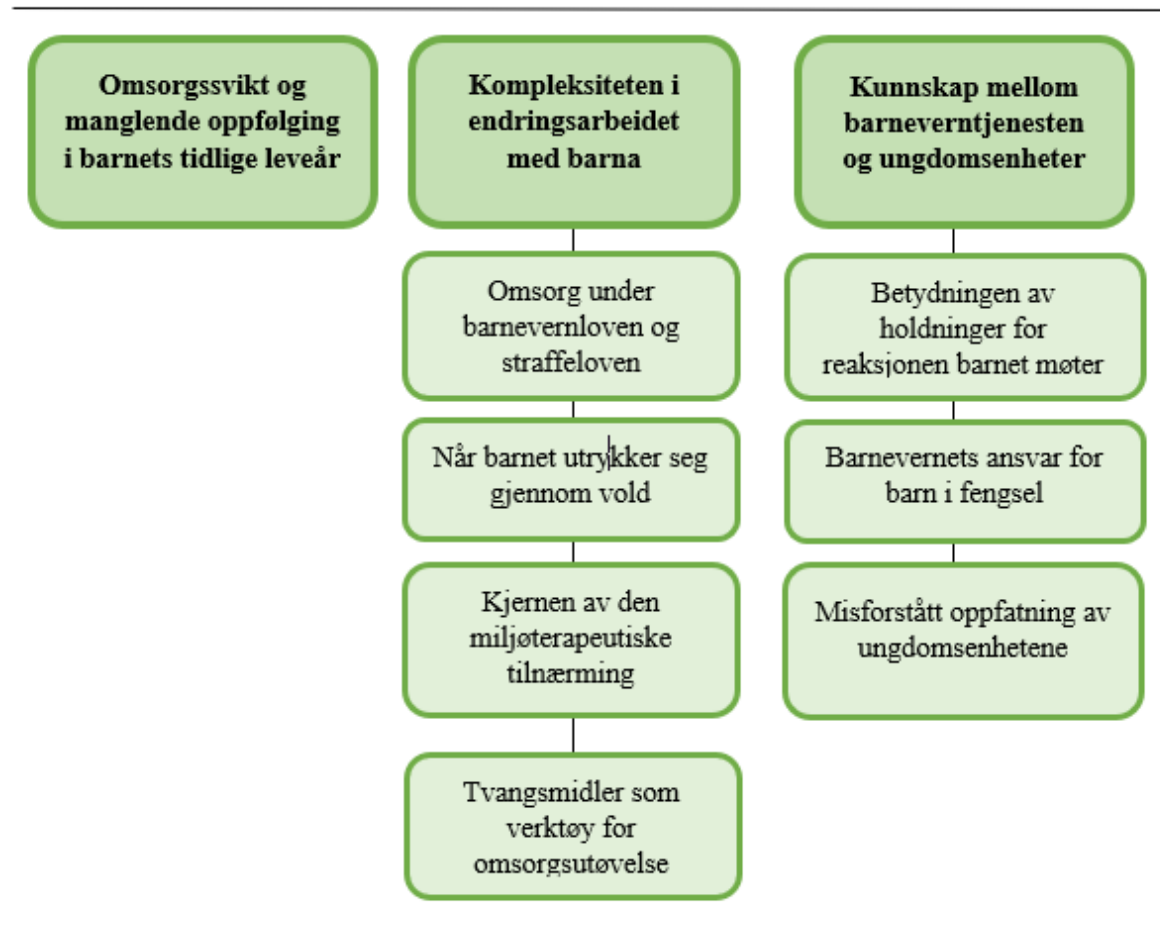 Omsorgssvikt og
manglende oppfølging
i barnets tidlige leveår
Kompleksiteten i
endringsarbeidet
med barna
Omsorg under
barnevernloven og
straffeloven
Når barnet utrykker seg
gjennom vold
Kjernen av den
miljøterapeutiske
tilnærming
Tvangsmidler som
verktøy for
omsorgsutøvelse
Kunnskap mellom
barneverntjenesten
og ungdomsenheter
Betydningen av
holdninger for
reaksjonen barnet møter
Barnevernets ansvar for
barn i fengsel
Misforstått oppfatning av
ungdomsenhetene